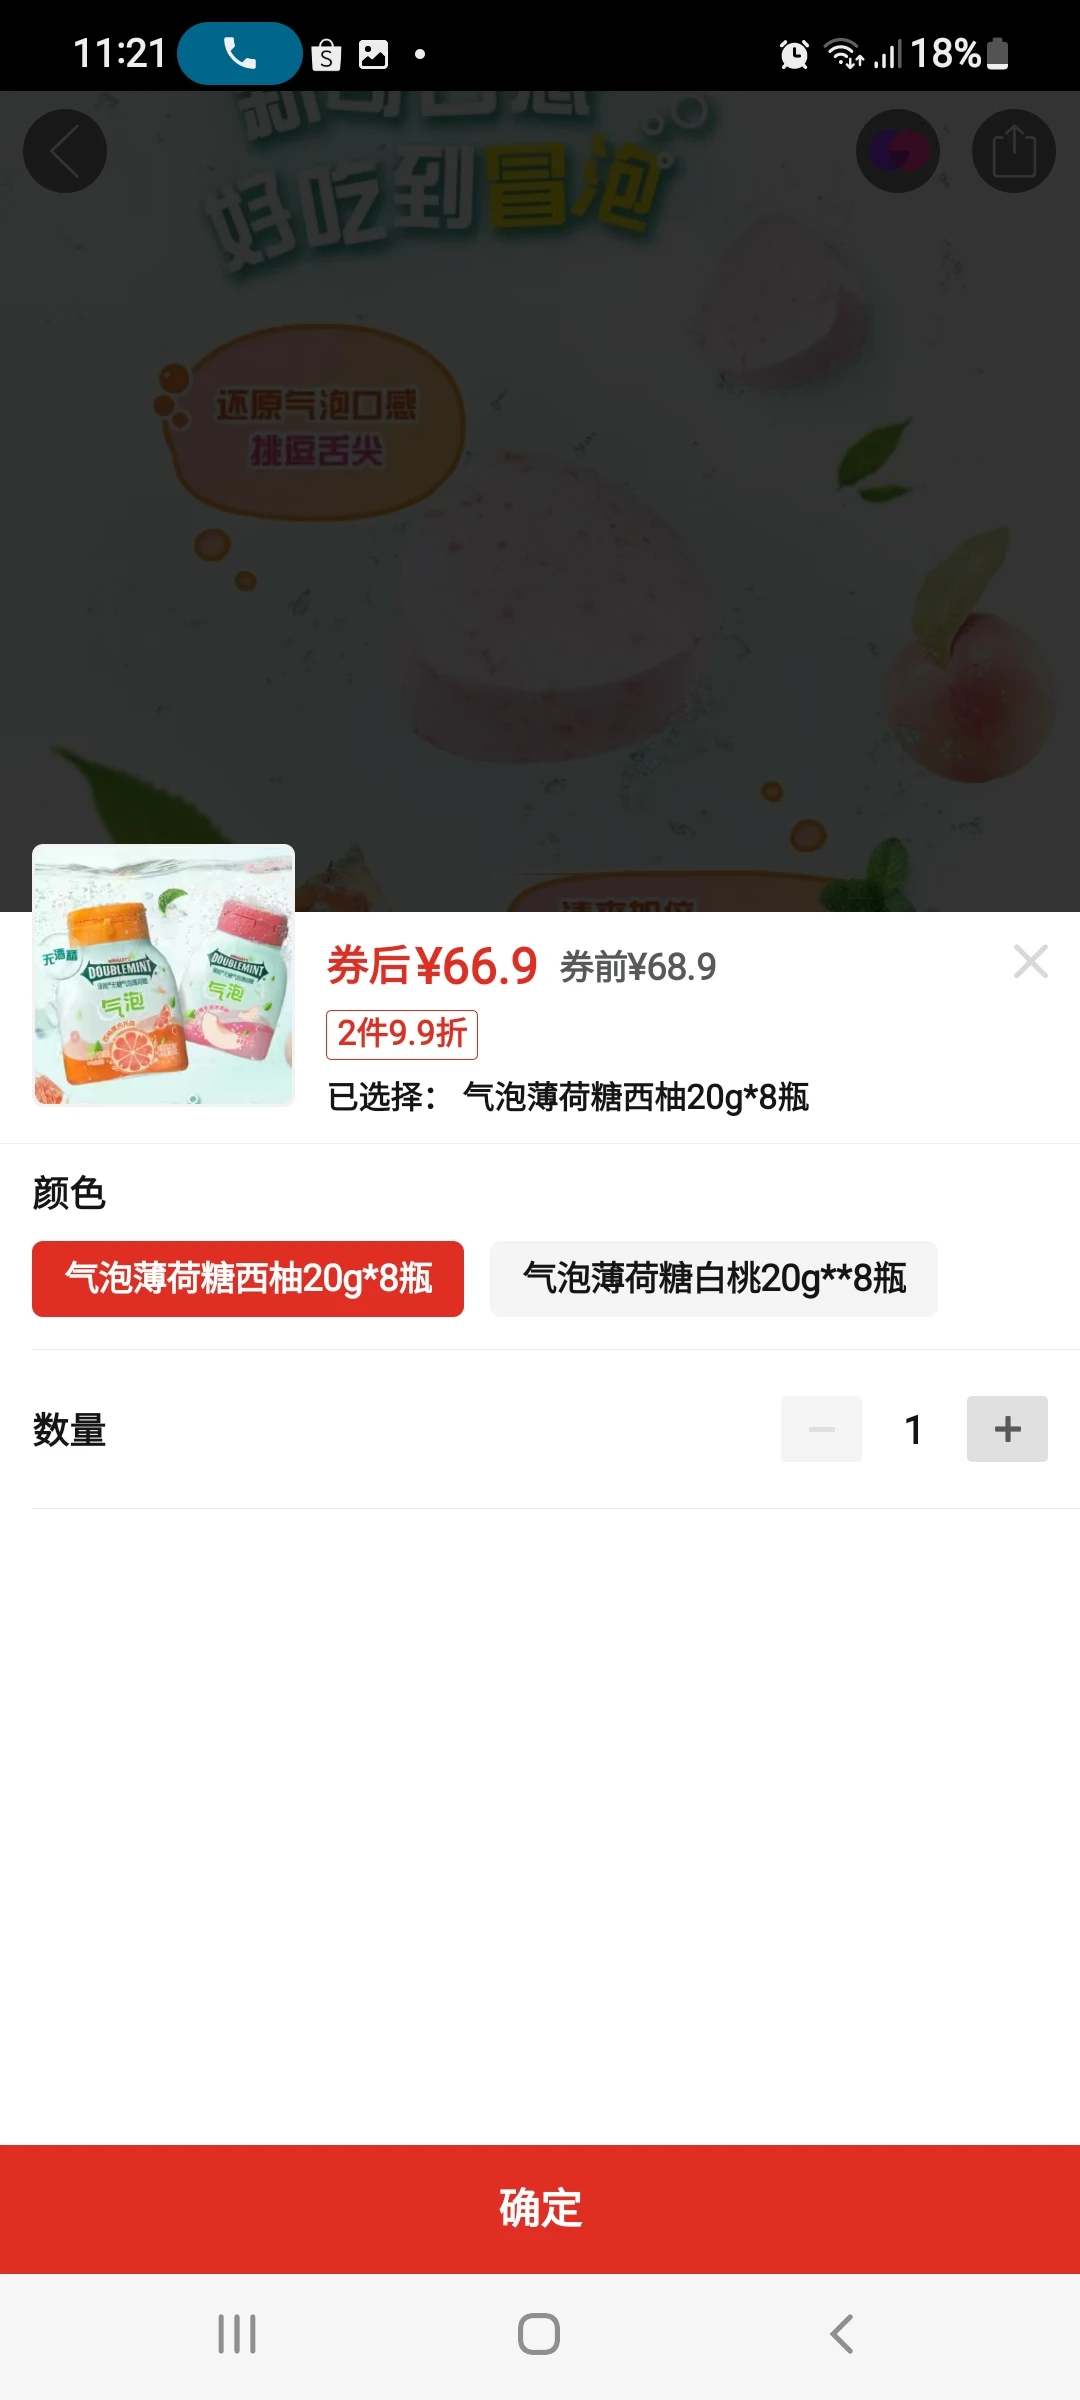 11:21
18%
好吃到冒泡
还原气泡口感
挑逗舌尖
无酒精
DOUBLEMINT
气泡
DOUBLEMINT
气泡
券后¥66.9 券前¥68.9
2件9.9折
已选择： 气泡薄荷糖西柚20g*8瓶
颜色
气泡薄荷糖西柚20g*8瓶
气泡薄荷糖白桃20g**8瓶
数量
1
确定